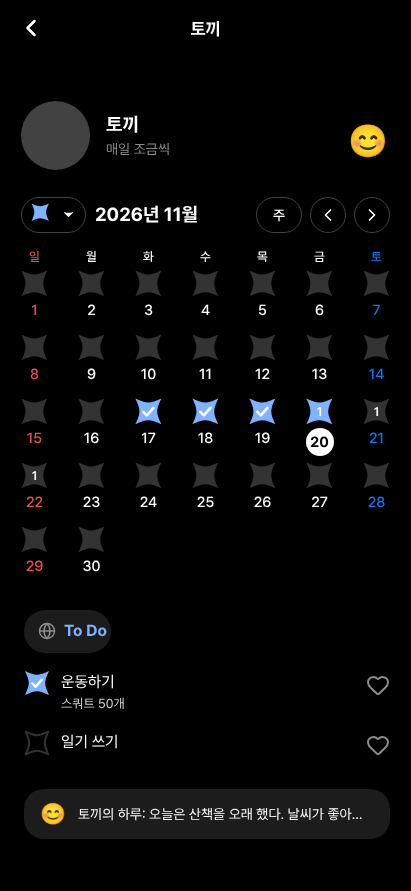 토끼
토끼
매일 조금씩
2026년 11월
주
일 월 화 수 목 금 토
1 2 3 4 5 6 7
8 9 10 11 12 13 14
1 1
15 16 17 18 19 20 21
1
22 23 24 25 26 27 28
29 30
To Do
운동하기
스쿼트 50개
일기 쓰기
토끼의 하루: 오늘은 산책을 오래 했다. 날씨가 좋아...